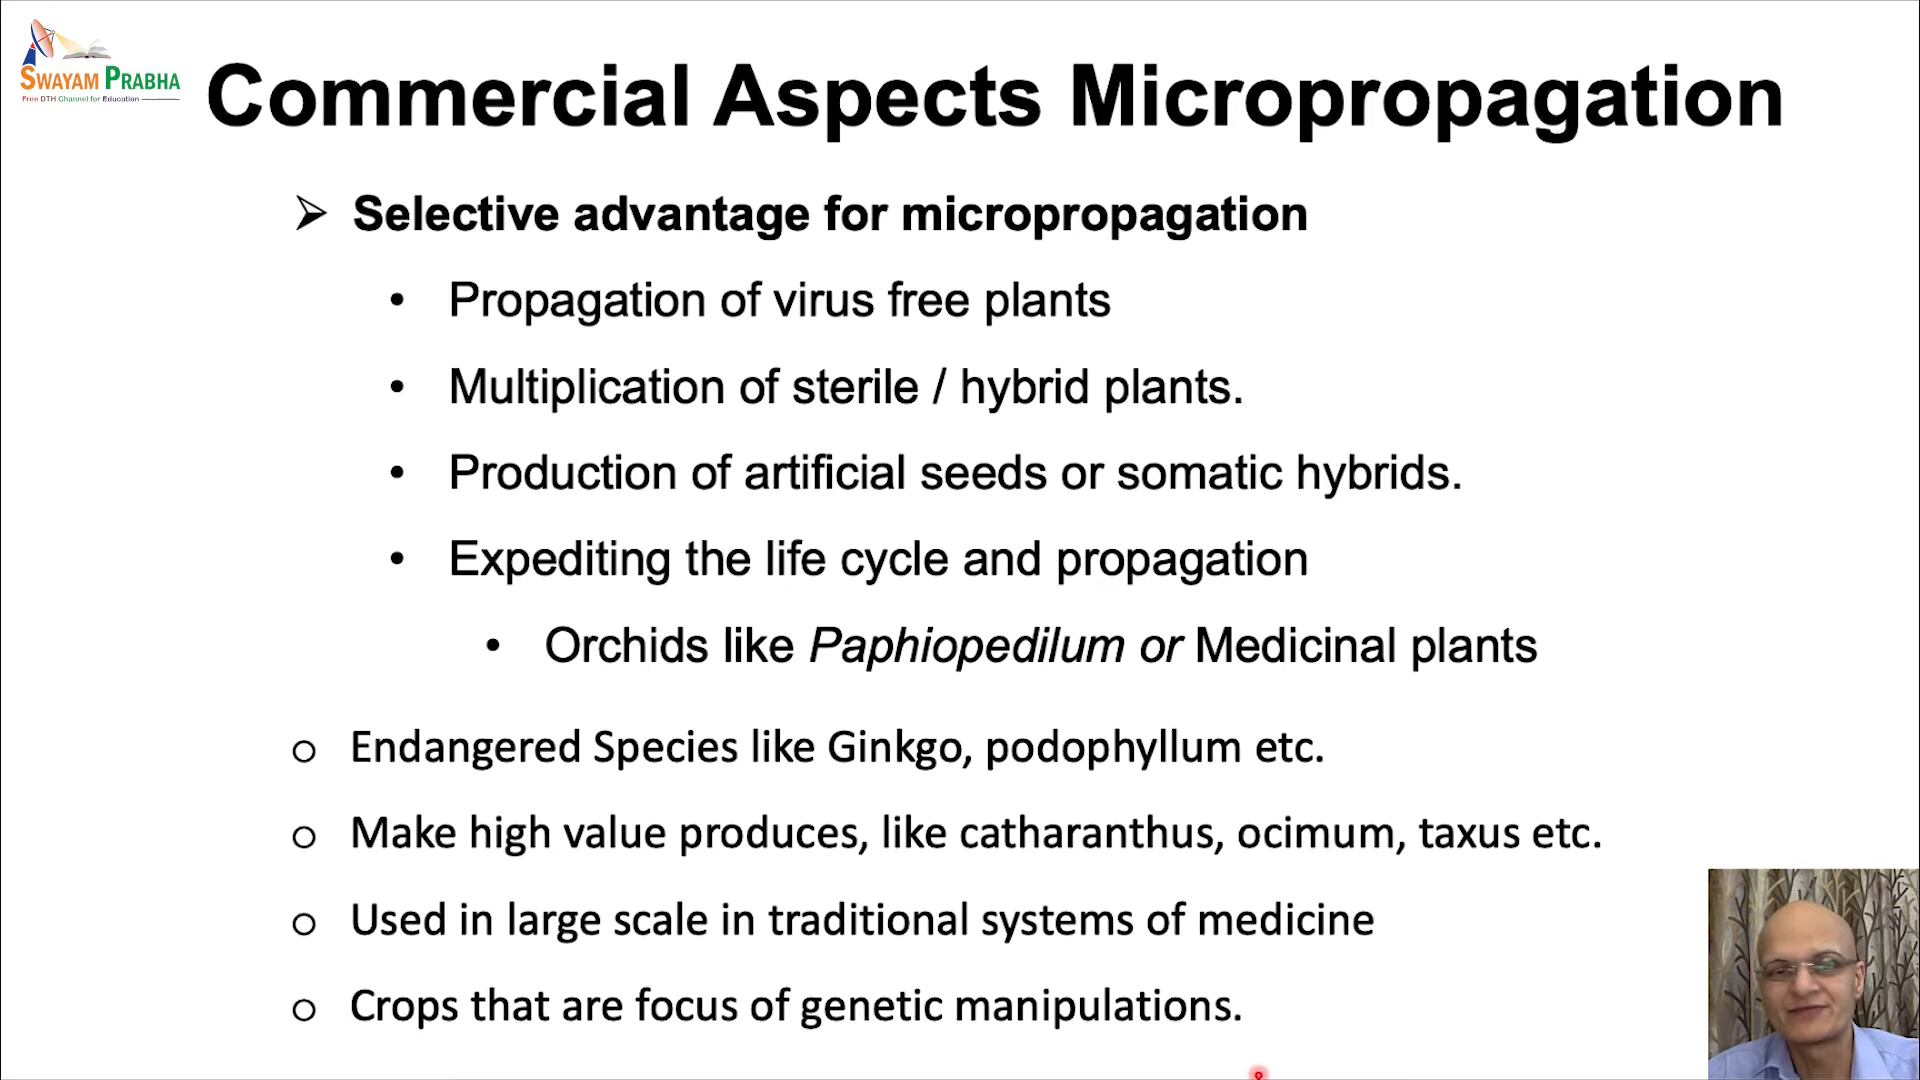 SWAYAM PRABHA
Free DTH Channel for Education
Commercial Aspects Micropropagation
➢ Selective advantage for micropropagation
• Propagation of virus free plants
• Multiplication of sterile / hybrid plants.
• Production of artificial seeds or somatic hybrids.
• Expediting the life cycle and propagation
• Orchids like Paphiopedilum or Medicinal plants
o Endangered Species like Ginkgo, podophyllum etc.
o Make high value produces, like catharanthus, ocimum, taxus etc.
o Used in large scale in traditional systems of medicine
o Crops that are focus of genetic manipulations.